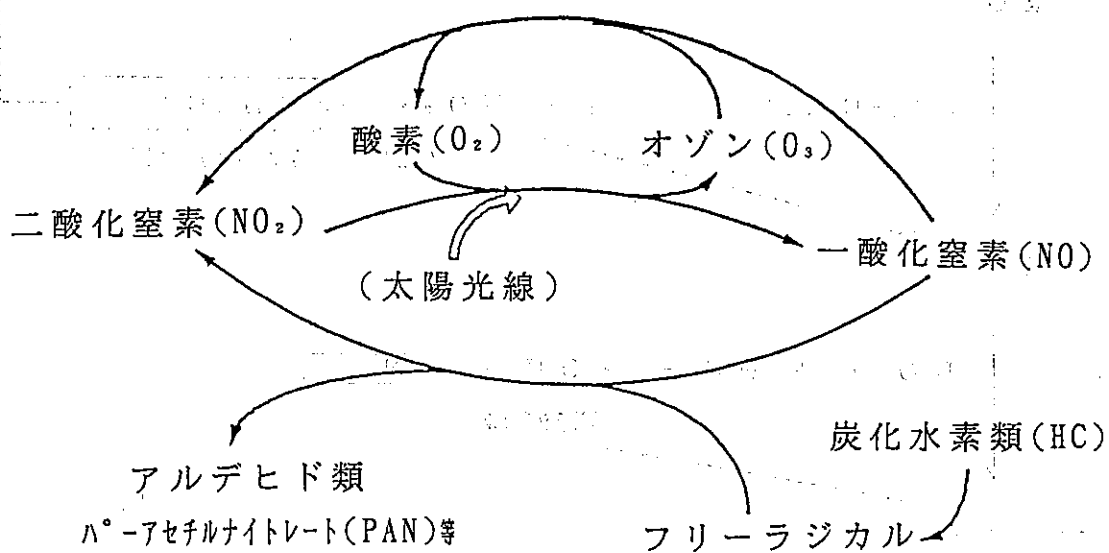 酸素(O₂)
オゾン(O₃)
二酸化窒素(NO₂)
一酸化窒素(NO)
(太陽光線)
炭化水素類(HC)
アルデヒド類
パーアセチルナイトレート(PAN)等
フリーラジカル